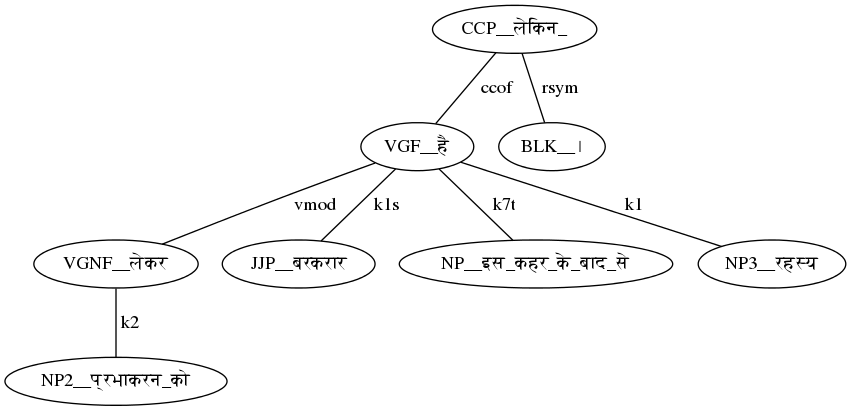 CCP__लेकिन_
ccof rsym
VGF__है BLK__।
vmod k1s k7t k1
VGNF__लेकर JJP__बरकरार NP__इस_कहर_के_बाद_से NP3__रहस्य
k2
NP2__प्रभाकरन_को